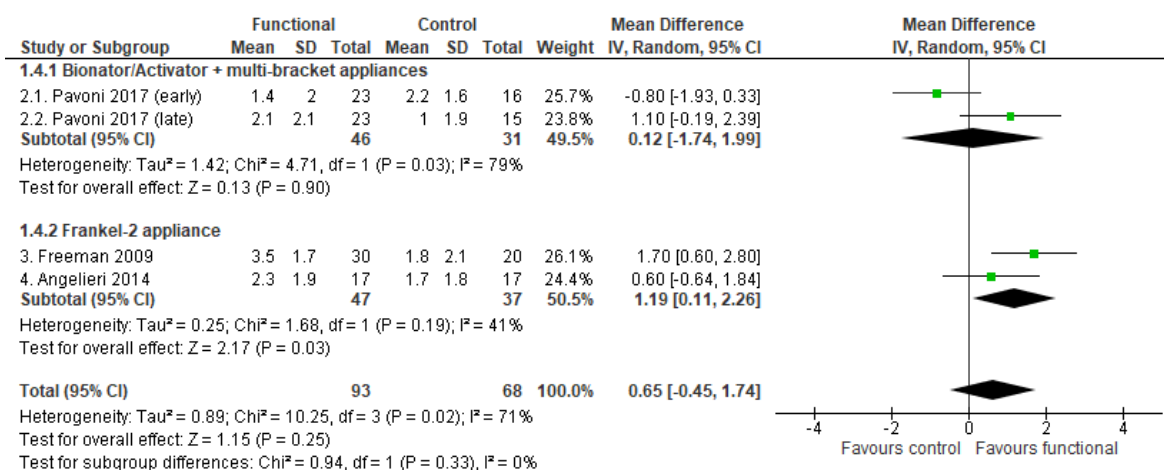 Functional Control Mean Difference Mean Difference
Study or Subgroup Mean SD Total Mean SD Total Weight IV, Random, 95% CI IV, Random, 95% CI
1.4.1 Bionator/Activator + multi-bracket appliances
2.1. Pavoni 2017 (early) 1.4 2 23 2.2 1.6 16 25.7% -0.80 [-1.93, 0.33]
2.2. Pavoni 2017 (late) 2.1 2.1 23 1 1.9 15 23.8% 1.10 [-0.19, 2.39]
Subtotal (95% CI) 46 31 49.5% 0.12 [-1.74, 1.99]
Heterogeneity: Tau² = 1.42; Chi² = 4.71, df = 1 (P = 0.03); I² = 79%
Test for overall effect: Z = 0.13 (P = 0.90)
1.4.2 Frankel-2 appliance
3. Freeman 2009 3.5 1.7 30 1.8 2.1 20 26.1% 1.70 [0.60, 2.80]
4. Angelieri 2014 2.3 1.9 17 1.7 1.8 17 24.4% 0.60 [-0.64, 1.84]
Subtotal (95% CI) 47 37 50.5% 1.19 [0.11, 2.26]
Heterogeneity: Tau² = 0.25; Chi² = 1.68, df = 1 (P = 0.19); I² = 41%
Test for overall effect: Z = 2.17 (P = 0.03)
Total (95% CI) 93 68 100.0% 0.65 [-0.45, 1.74]
Heterogeneity: Tau² = 0.89; Chi² = 10.25, df = 3 (P = 0.02); I² = 71%
Test for overall effect: Z = 1.15 (P = 0.25)
Test for subgroup differences: Chi² = 0.94, df = 1 (P = 0.33), I² = 0%
-4 -2 0 2 4
Favours control Favours functional